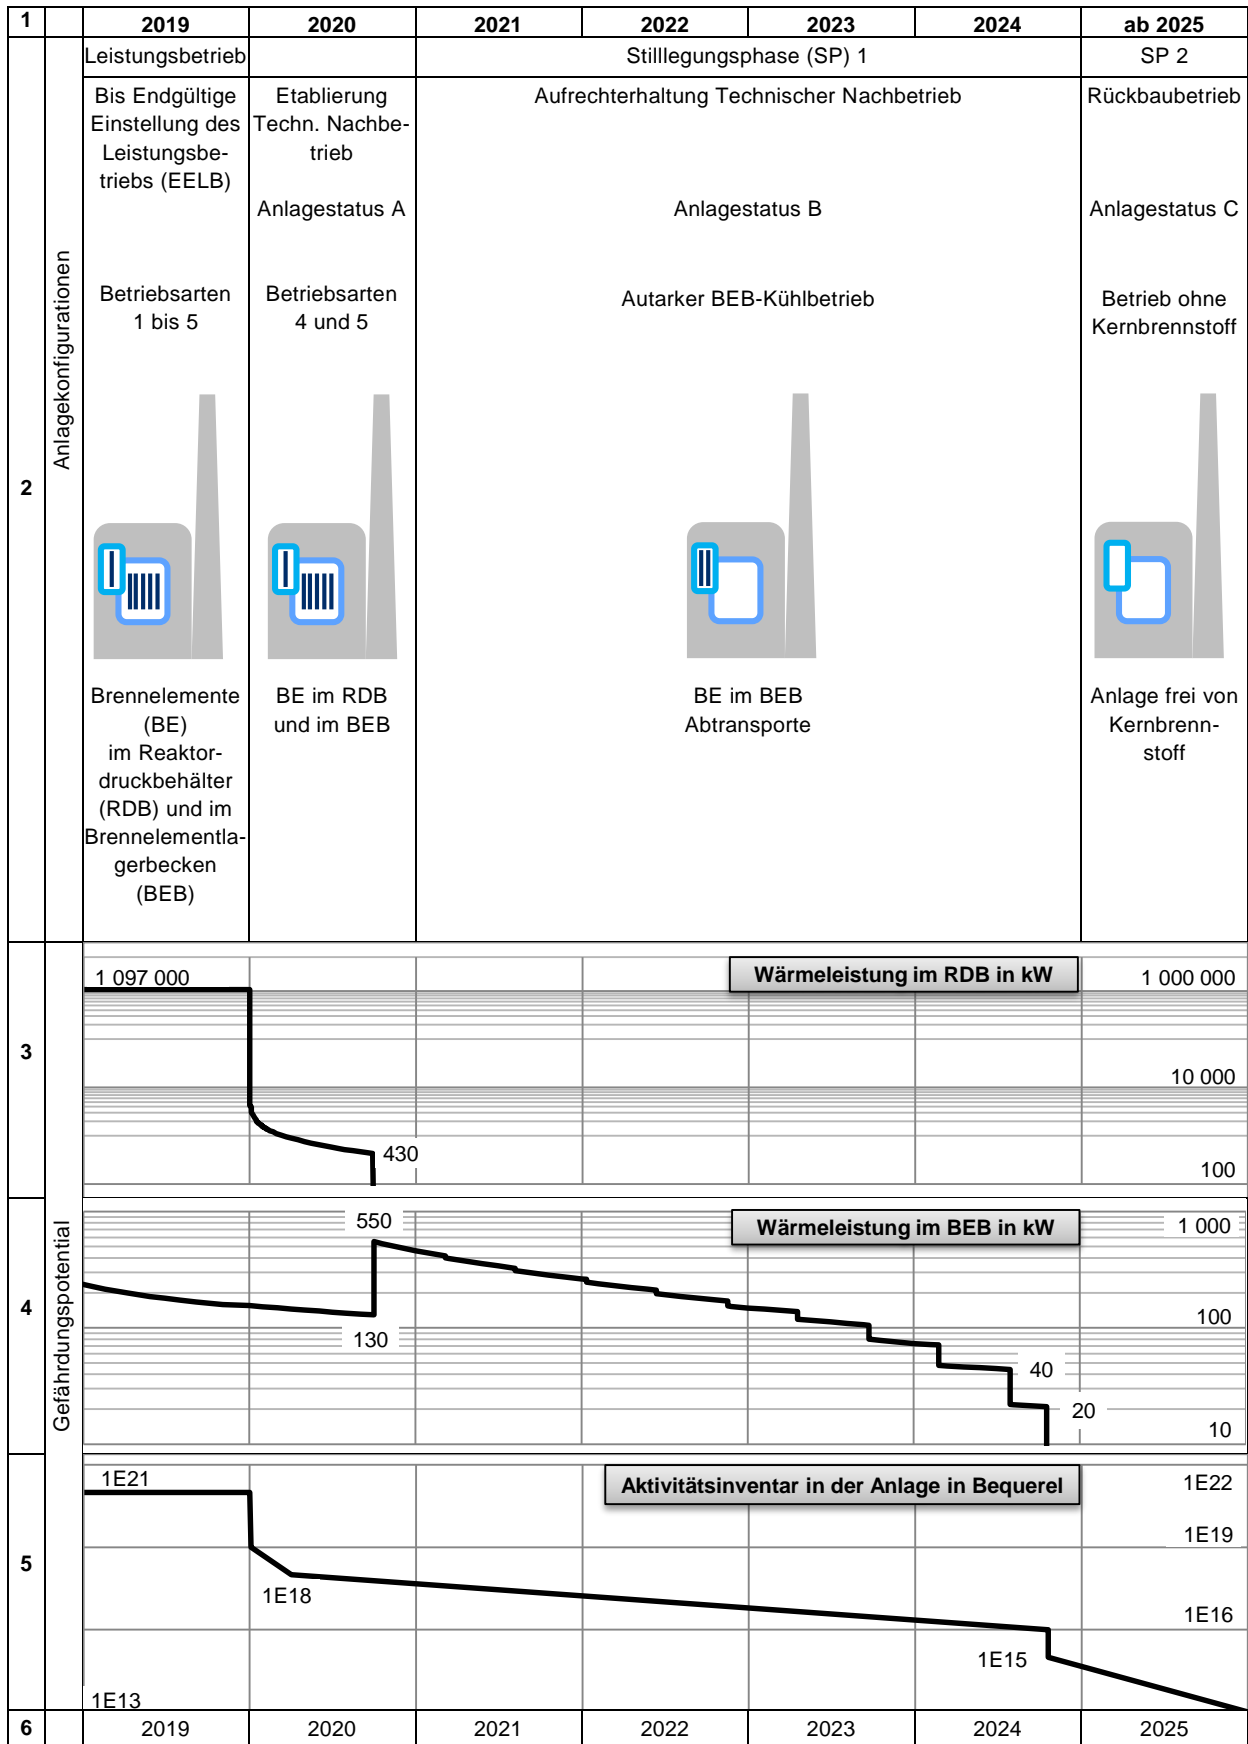 1
2019
2020
2021
2022
2023
2024
ab 2025
Leistungsbetrieb
Stilllegungsphase (SP) 1
SP 2
2
Anlagekonfigurationen
Bis Endgültige
Einstellung des
Leistungsbe-
triebs (EELB)
Etablierung
Techn. Nachbe-
trieb
Aufrechterhaltung Technischer Nachbetrieb
Rückbaubetrieb
Anlagestatus A
Anlagestatus B
Anlagestatus C
Betriebsarten
1 bis 5
Betriebsarten
4 und 5
Autarker BEB-Kühlbetrieb
Betrieb ohne
Kernbrennstoff
Brennelemente
(BE)
im Reaktor-
druckbehälter
(RDB) und im
Brennelementla-
gerbecken
(BEB)
BE im RDB
und im BEB
BE im BEB
Abtransporte
Anlage frei von
Kernbrenn-
stoff
3
Gefährdungspotential
1 097 000
Wärmeleistung im RDB in kW
1 000 000
10 000
430
100
4
550
Wärmeleistung im BEB in kW
1 000
130
100
40
20
10
5
1E21
Aktivitätsinventar in der Anlage in Bequerel
1E22
1E19
1E18
1E16
1E15
1E13
6
2019
2020
2021
2022
2023
2024
2025